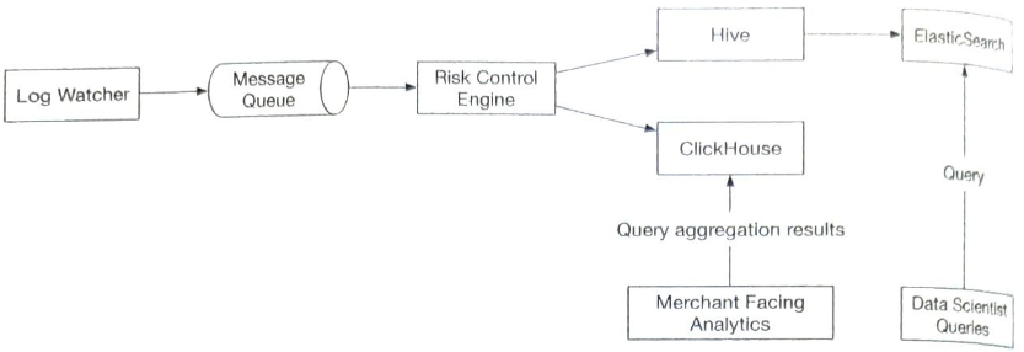 Log Watcher
Message
Queue
Risk Control
Engine
Hive
ElasticSearch
ClickHouse
Query
Query aggregation results
Merchant Facing
Analytics
Data Scientist
Queries